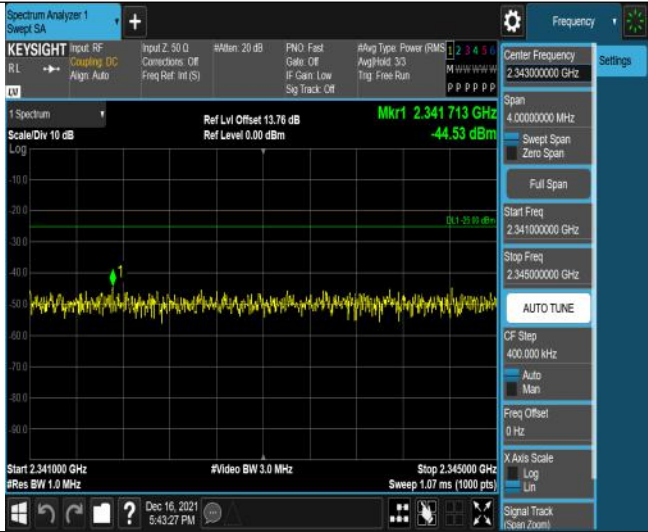 Spectrum Analyzer 1
Swept SA
Frequency
KEYSIGHT
RL
Input: RF
Coupling: DC
Align: Auto
Input Z: 50 Ω
Corrections: Off
Freq Ref: Int (S)
#Atten: 20 dB
PNO: Fast
Gate: Off
IF Gain: Low
Sig Track: Off
#Avg Type: Power (RMS
Avg|Hold: 3/3
Trig: Free Run
1 2 3 4 5 6
M W W W W W
P P P P P P
LV
1 Spectrum
Scale/Div 10 dB
Ref Lvl Offset 13.76 dB
Ref Level 0.00 dBm
Mkr1 2.341 713 GHz
-44.53 dBm
Log
-10.0
-20.0
DL1 -25.00 dBm
-30.0
-40.0
1
-50.0
-60.0
-70.0
-80.0
-90.0
Start 2.341000 GHz
#Res BW 1.0 MHz
#Video BW 3.0 MHz
Stop 2.345000 GHz
Sweep 1.07 ms (1000 pts)
?
Dec 16, 2021
5:43:27 PM
Center Frequency
2.343000000 GHz
Settings
Span
4.00000000 MHz
Swept Span
Zero Span
Full Span
Start Freq
2.341000000 GHz
Stop Freq
2.345000000 GHz
AUTO TUNE
CF Step
400.000 kHz
Auto
Man
Freq Offset
0 Hz
X Axis Scale
Log
Lin
Signal Track
(Span Zoom)